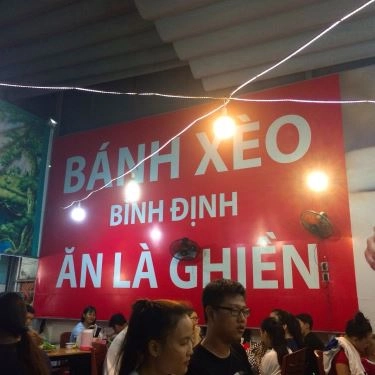 BÁNH XÈO
BÌNH ĐỊNH
ĂN LÀ GHIỀN